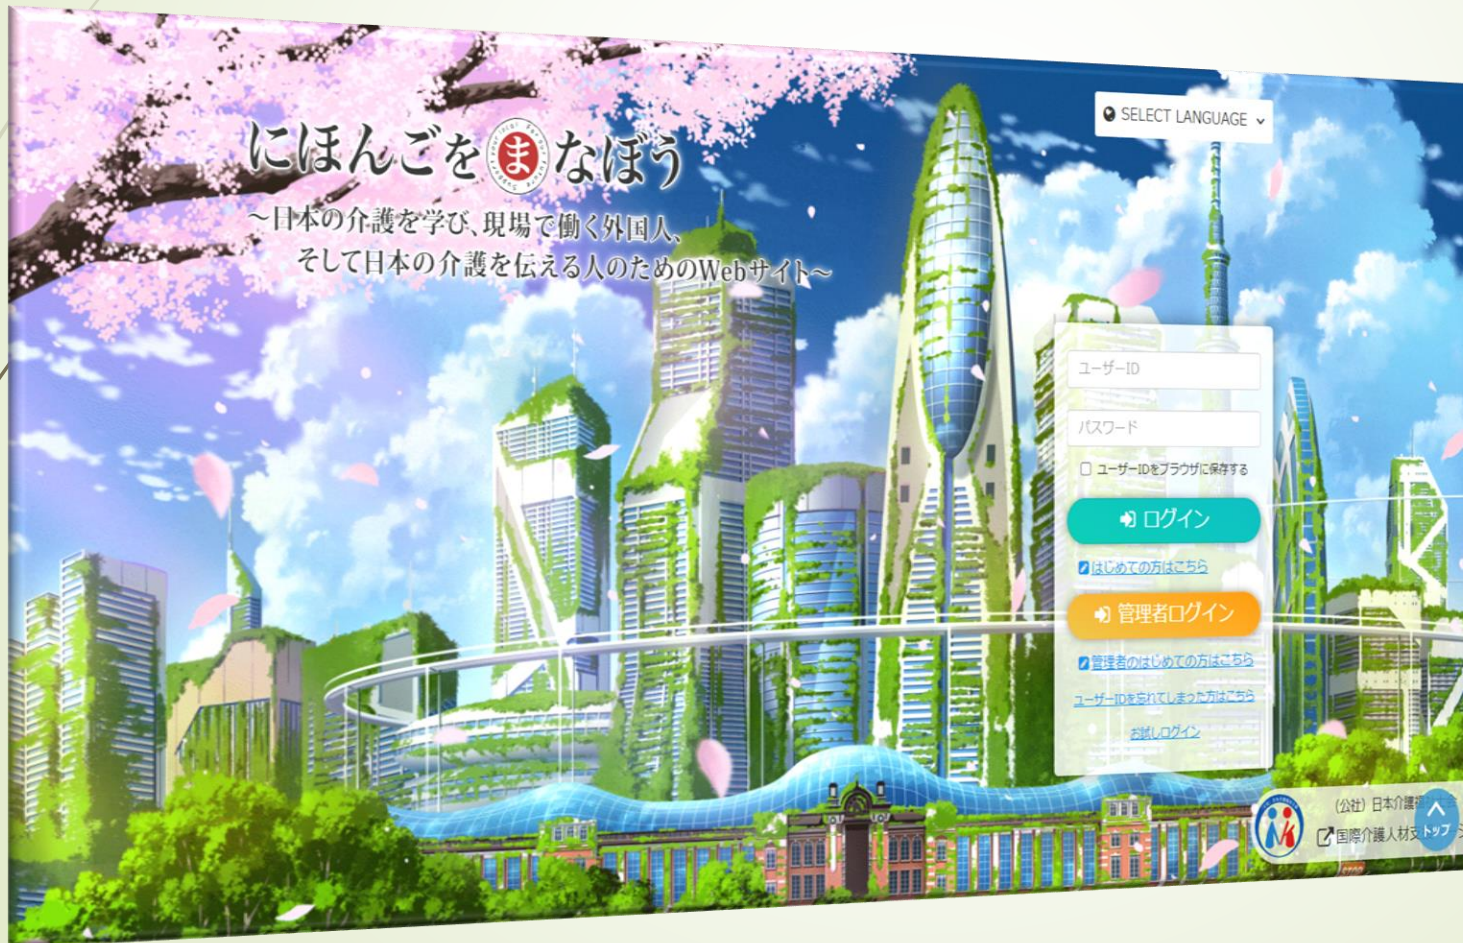 にほんごをまなぼう
～日本の介護を学び、現場で働く外国人、
そして日本の介護を伝える人のためのWebサイト～
SELECT LANGUAGE
ユーザーID
パスワード
ユーザーIDをブラウザに保存する
ログイン
はじめての方はこちら
管理者ログイン
管理者のはじめての方はこちら
ユーザーIDを忘れてしまった方はこちら
お試しログイン
（公社）日本介護
国際介護人材支
トップ